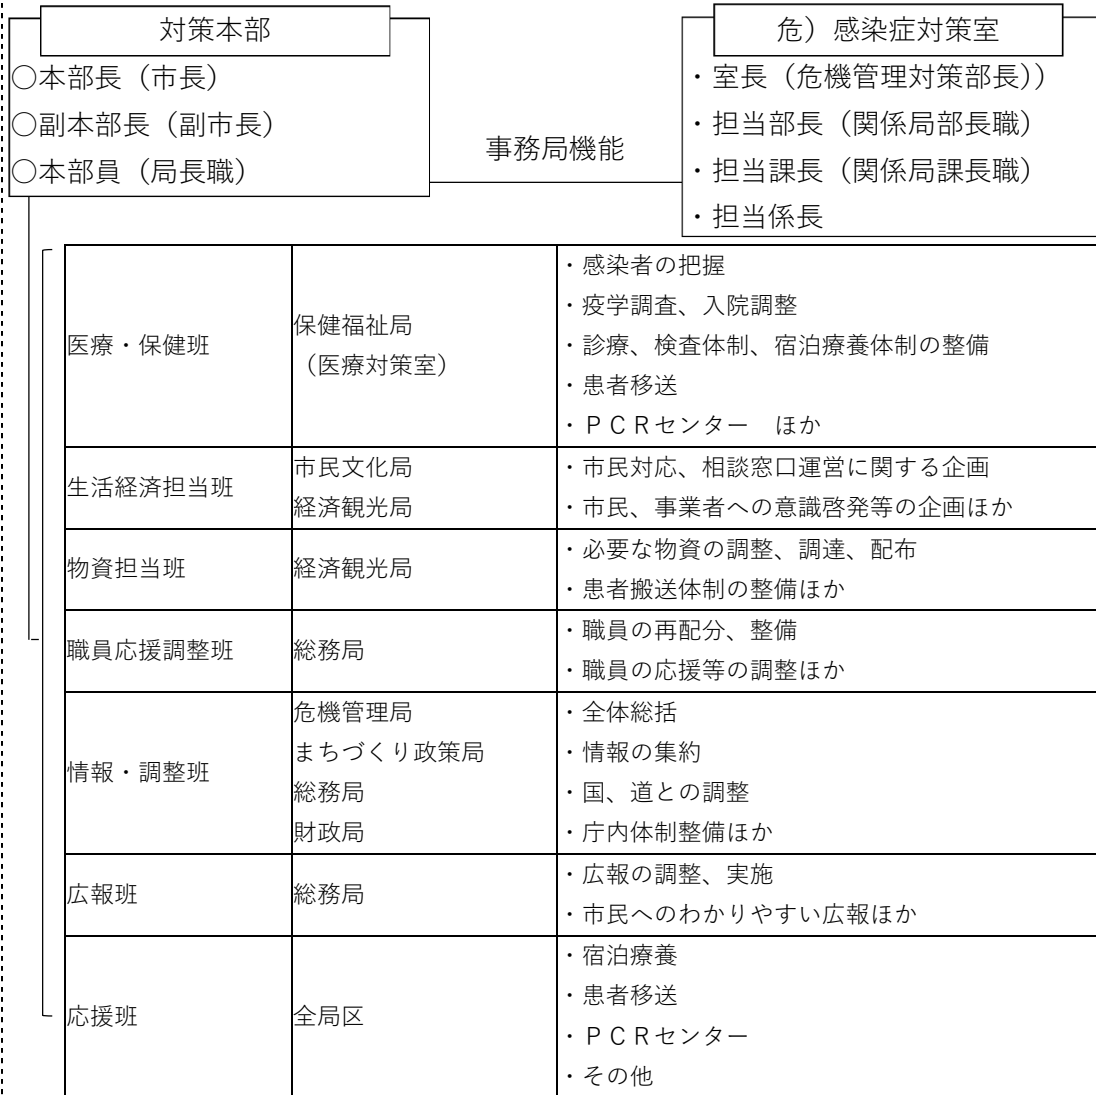 対策本部
○本部長（市長）
○副本部長（副市長）
○本部員（局長職）
事務局機能
危）感染症対策室
・室長（危機管理対策部長））
・担当部長（関係局部長職）
・担当課長（関係局課長職）
・担当係長
医療・保健班
保健福祉局
（医療対策室）
・感染者の把握
・疫学調査、入院調整
・診療、検査体制、宿泊療養体制の整備
・患者移送
・ＰＣＲセンター　ほか
生活経済担当班
市民文化局
経済観光局
・市民対応、相談窓口運営に関する企画
・市民、事業者への意識啓発等の企画ほか
物資担当班
経済観光局
・必要な物資の調整、調達、配布
・患者搬送体制の整備ほか
職員応援調整班
総務局
・職員の再配分、整備
・職員の応援等の調整ほか
情報・調整班
危機管理局
まちづくり政策局
総務局
財政局
・全体総括
・情報の集約
・国、道との調整
・庁内体制整備ほか
広報班
総務局
・広報の調整、実施
・市民へのわかりやすい広報ほか
応援班
全局区
・宿泊療養
・患者移送
・ＰＣＲセンター
・その他